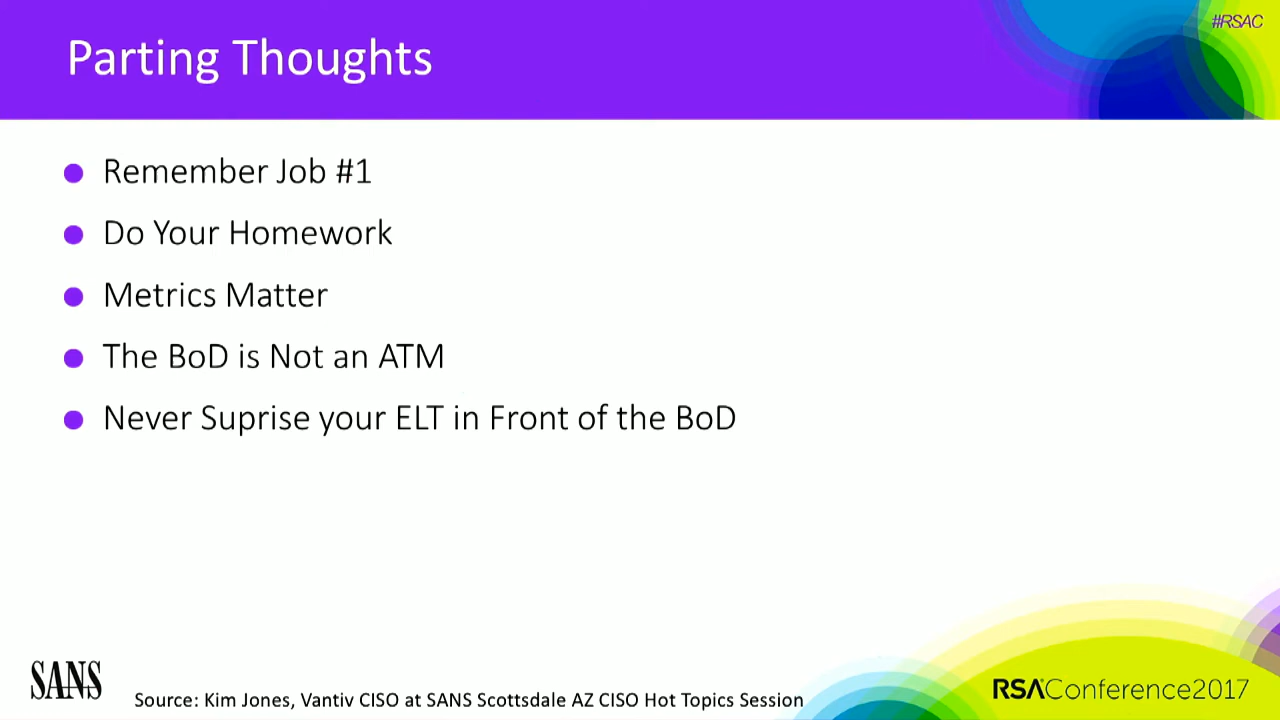 #RSAC
Parting Thoughts
Remember Job #1
Do Your Homework
Metrics Matter
The BoD is Not an ATM
Never Suprise your ELT in Front of the BoD
SANS
Source: Kim Jones, Vantiv CISO at SANS Scottsdale AZ CISO Hot Topics Session
RSAConference2017